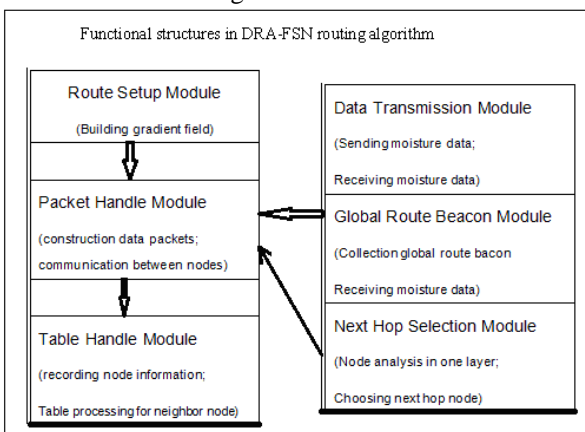 Functional structures in DRA-FSN routing algorithm
Route Setup Module
(Building gradient field)
Packet Handle Module
(construction data packets;
communication between nodes)
Table Handle Module
(recording node information;
Table processing for neighbor node)
Data Transmission Module
(Sending moisture data;
Receiving moisture data)
Global Route Beacon Module
(Collection global route bacon
Receiving moisture data)
Next Hop Selection Module
(Node analysis in one layer;
Choosing next hop node)